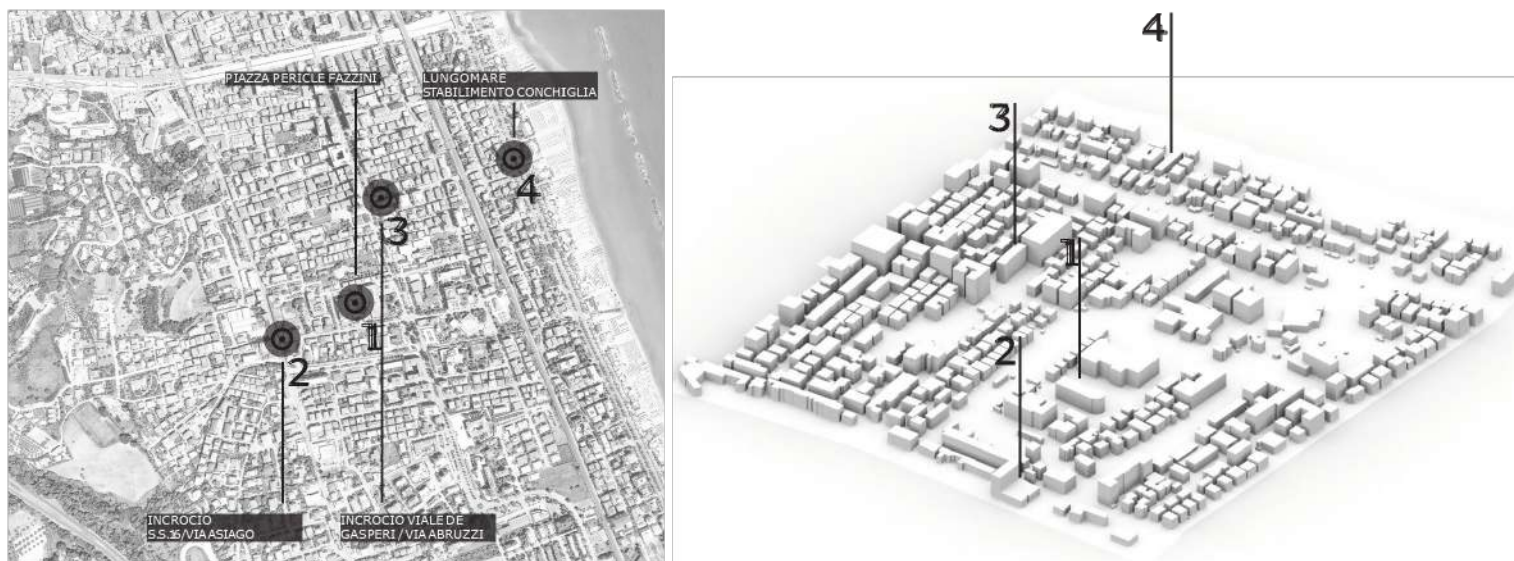 PIAZZA PERICLE FAZZINI
LUNGOMARE
STABILIMENTO CONCHIGLIA
4
3
1
2
INCROCIO
S.S.16/VIA ASIAGO
INCROCIO VIALE DE
GASPERI / VIA ABRUZZI
4
3
1
2